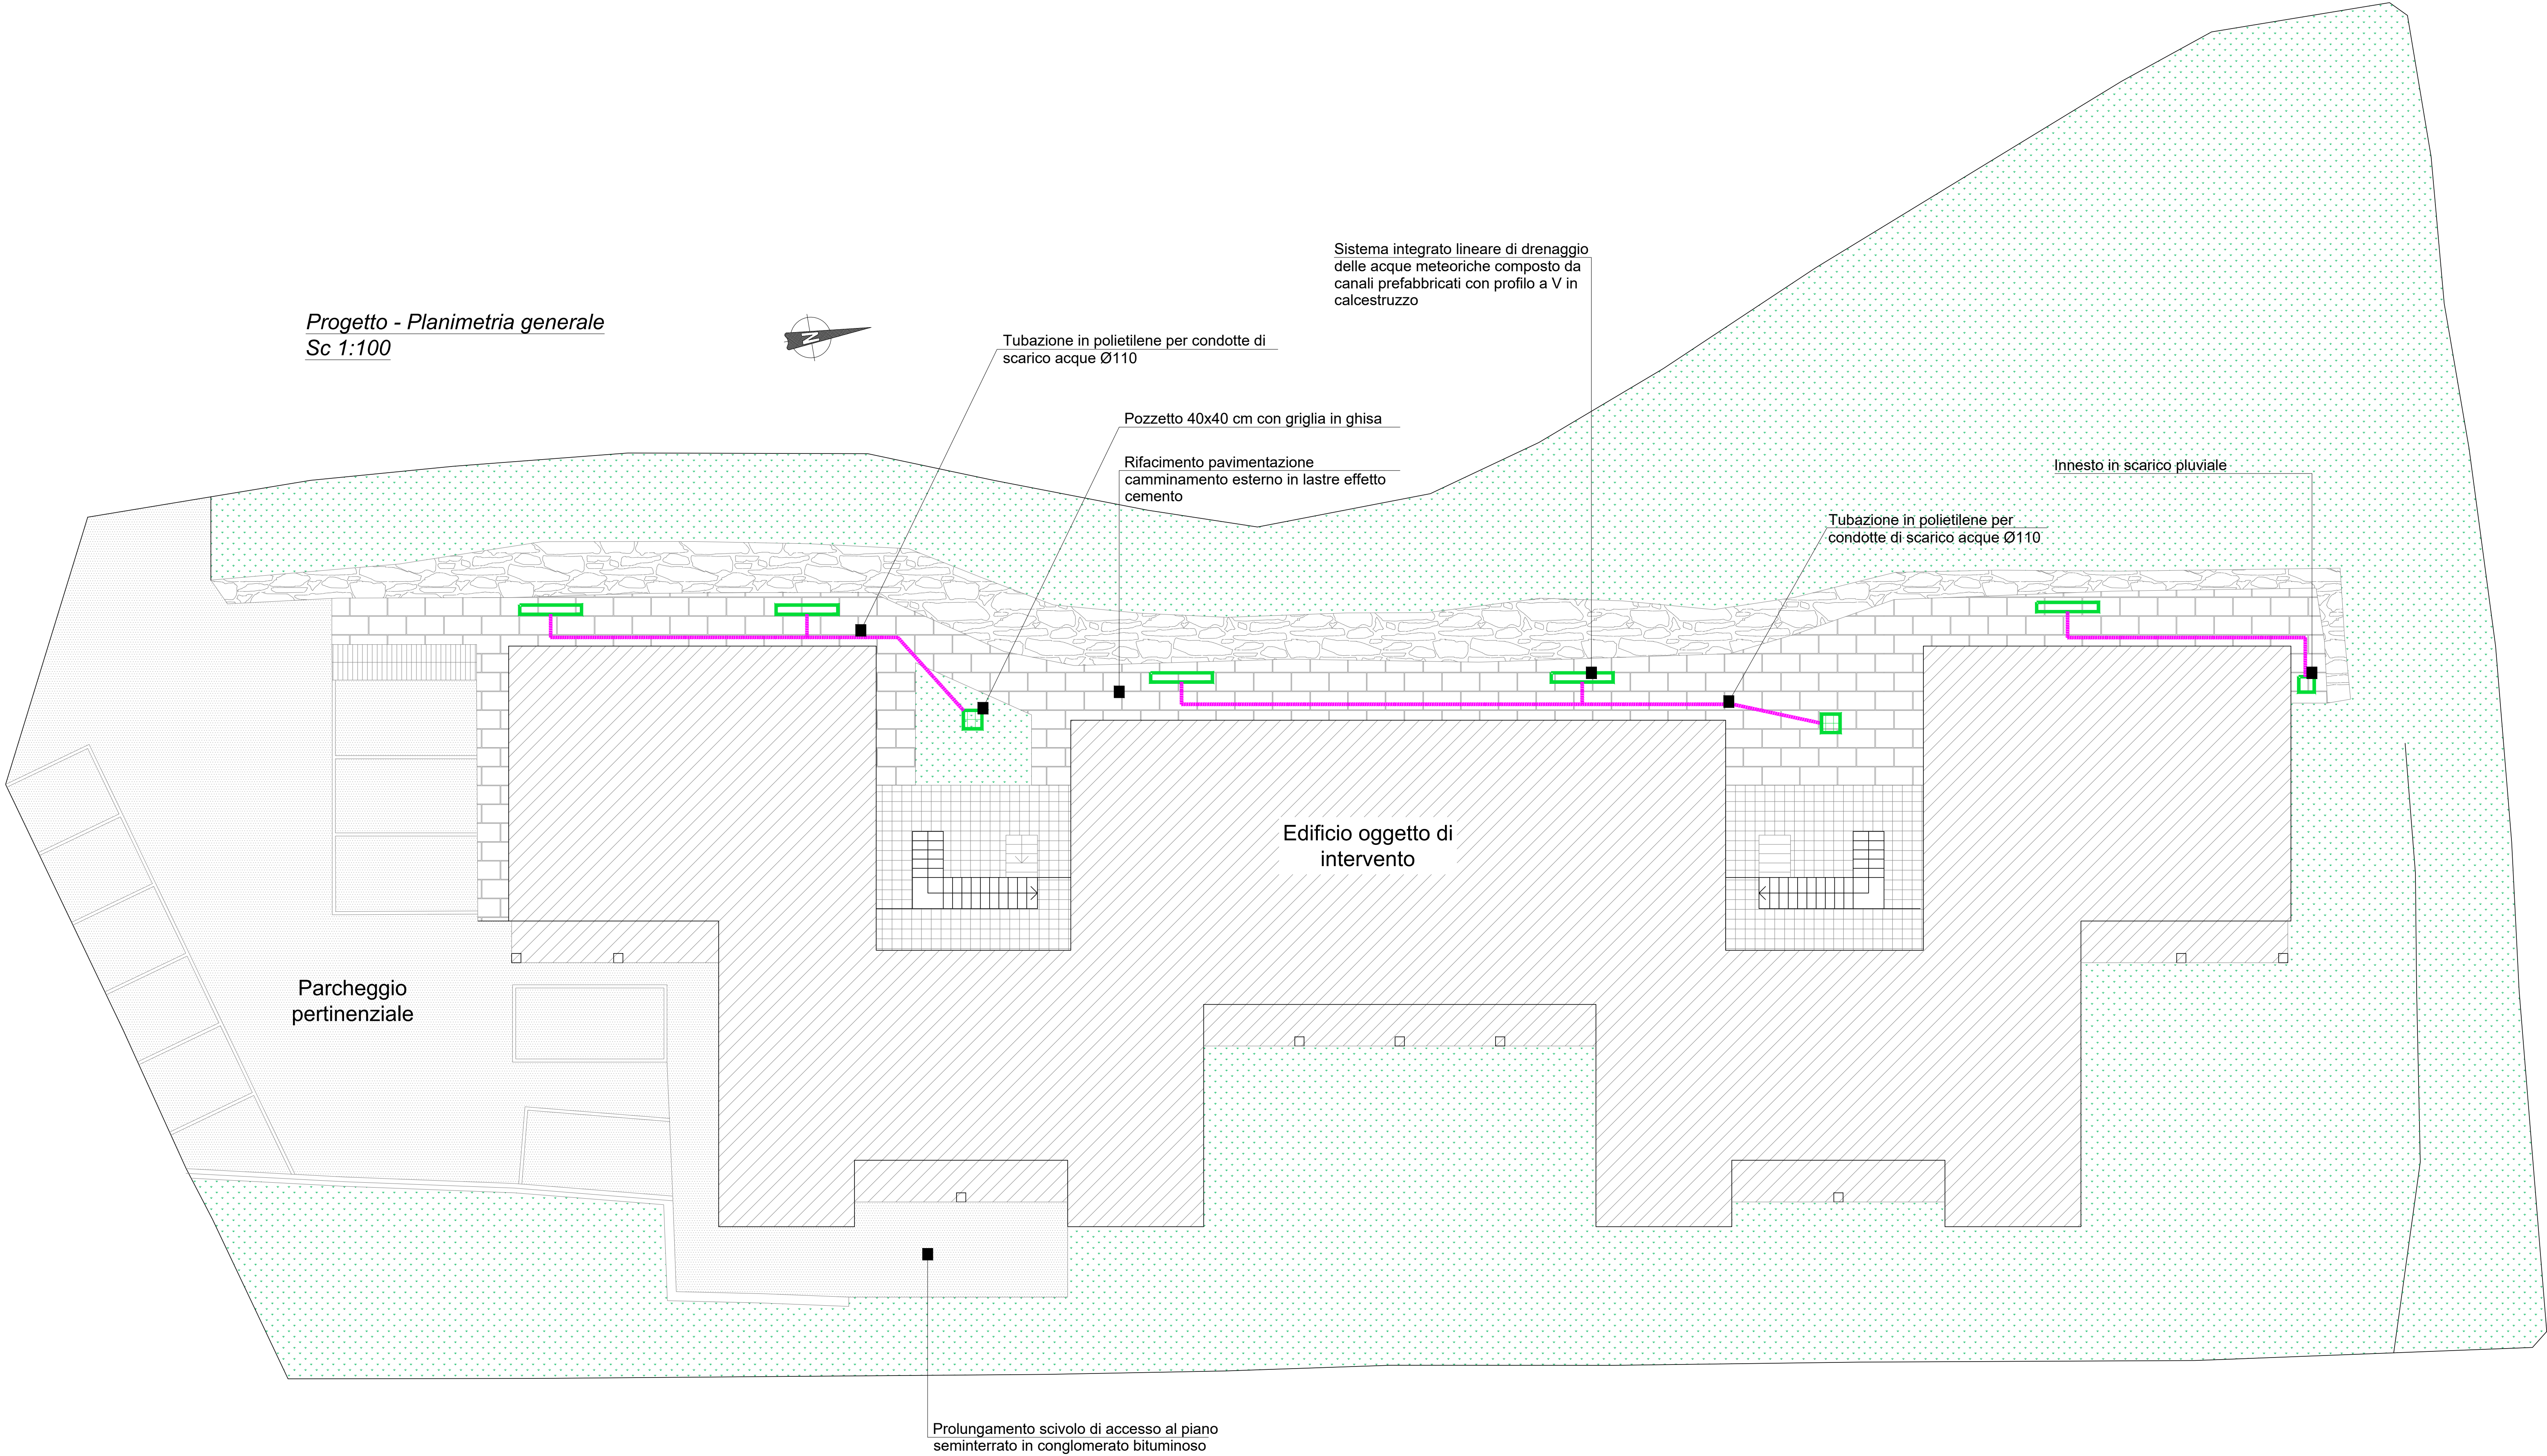 Sistema integrato lineare di drenaggio
delle acque meteoriche composto da
canali prefabbricati con profilo a V in
calcestruzzo
Progetto - Planimetria generale
Sc 1:100
N
Tubazione in polietilene per condotte di
scarico acque Ø110
Pozzetto 40x40 cm con griglia in ghisa
Rifacimento pavimentazione
camminamento esterno in lastre effetto
cemento
Innesto in scarico pluviale
Tubazione in polietilene per
condotte di scarico acque Ø110
Edificio oggetto di
intervento
Parcheggio
pertinenziale
Prolungamento scivolo di accesso al piano
seminterrato in conglomerato bituminoso